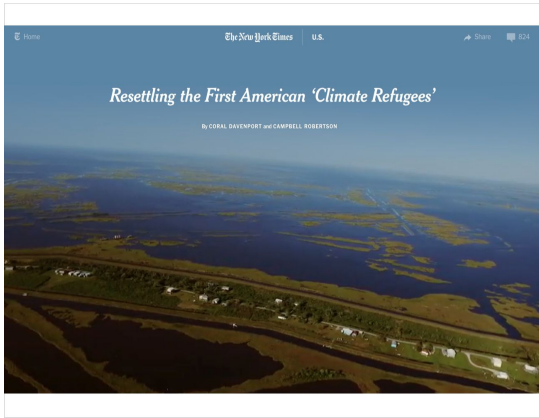 Home
The New York Times
U.S.
Share
824
Resettling the First American ‘Climate Refugees’
By CORAL DAVENPORT and CAMPBELL ROBERTSON